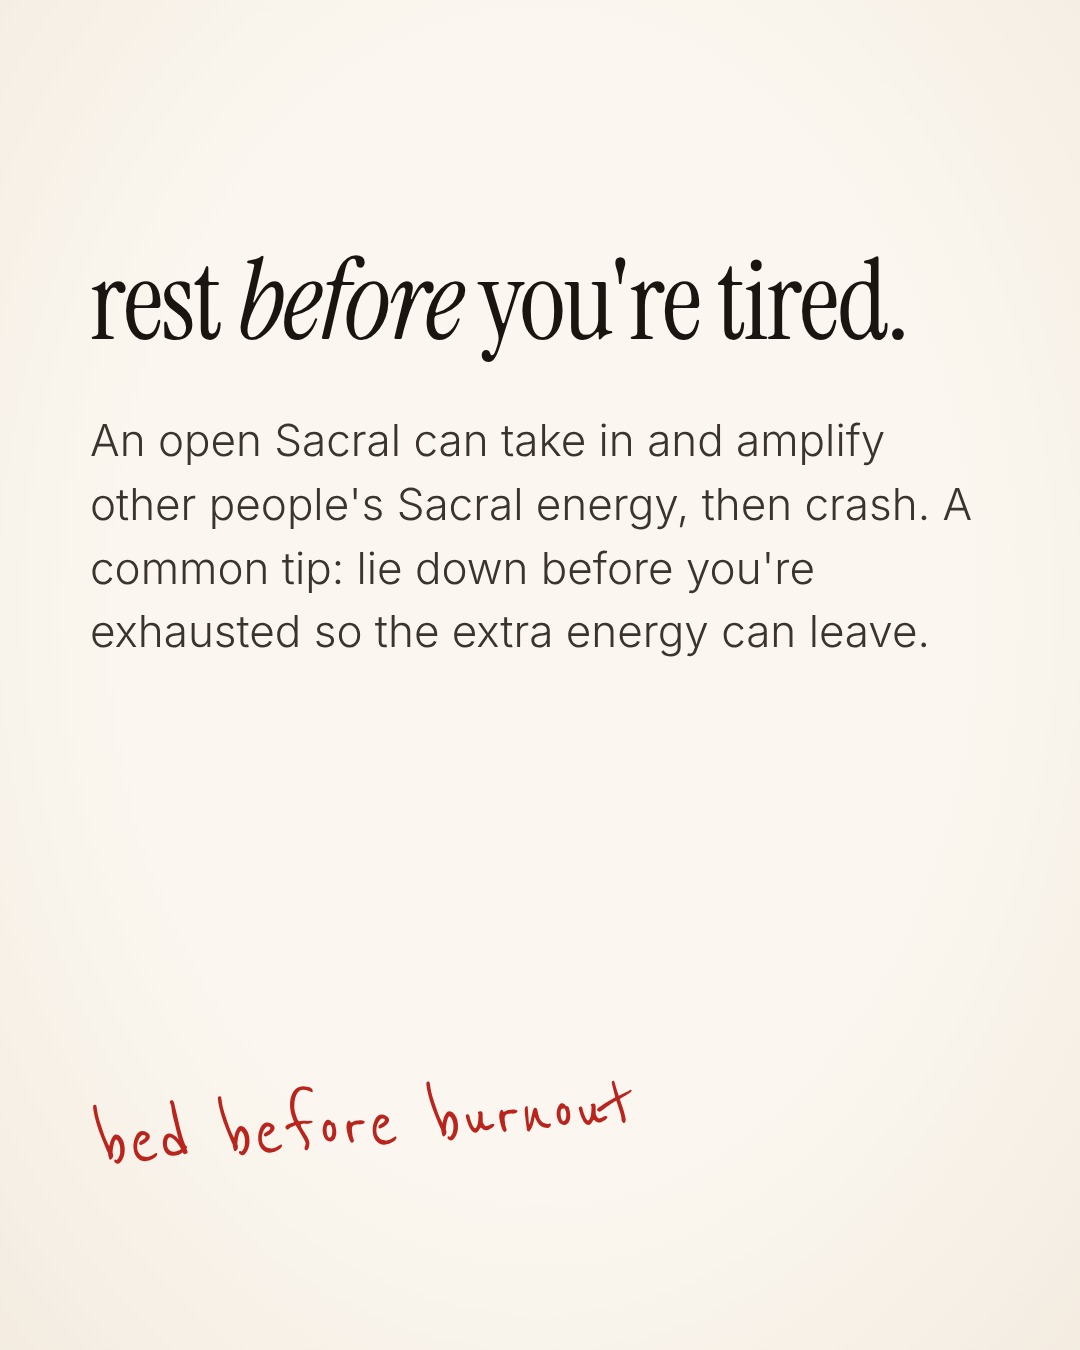 rest before you're tired.
An open Sacral can take in and amplify
other people's Sacral energy, then crash. A
common tip: lie down before you're
exhausted so the extra energy can leave.
bed before burnout